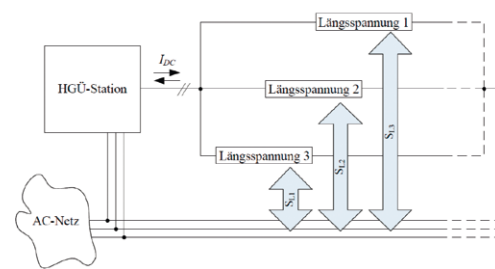 Längsspannung 1
I_DC
HGÜ-Station
Längsspannung 2
Längsspannung 3
S_L1
S_L2
S_L3
AC-Netz